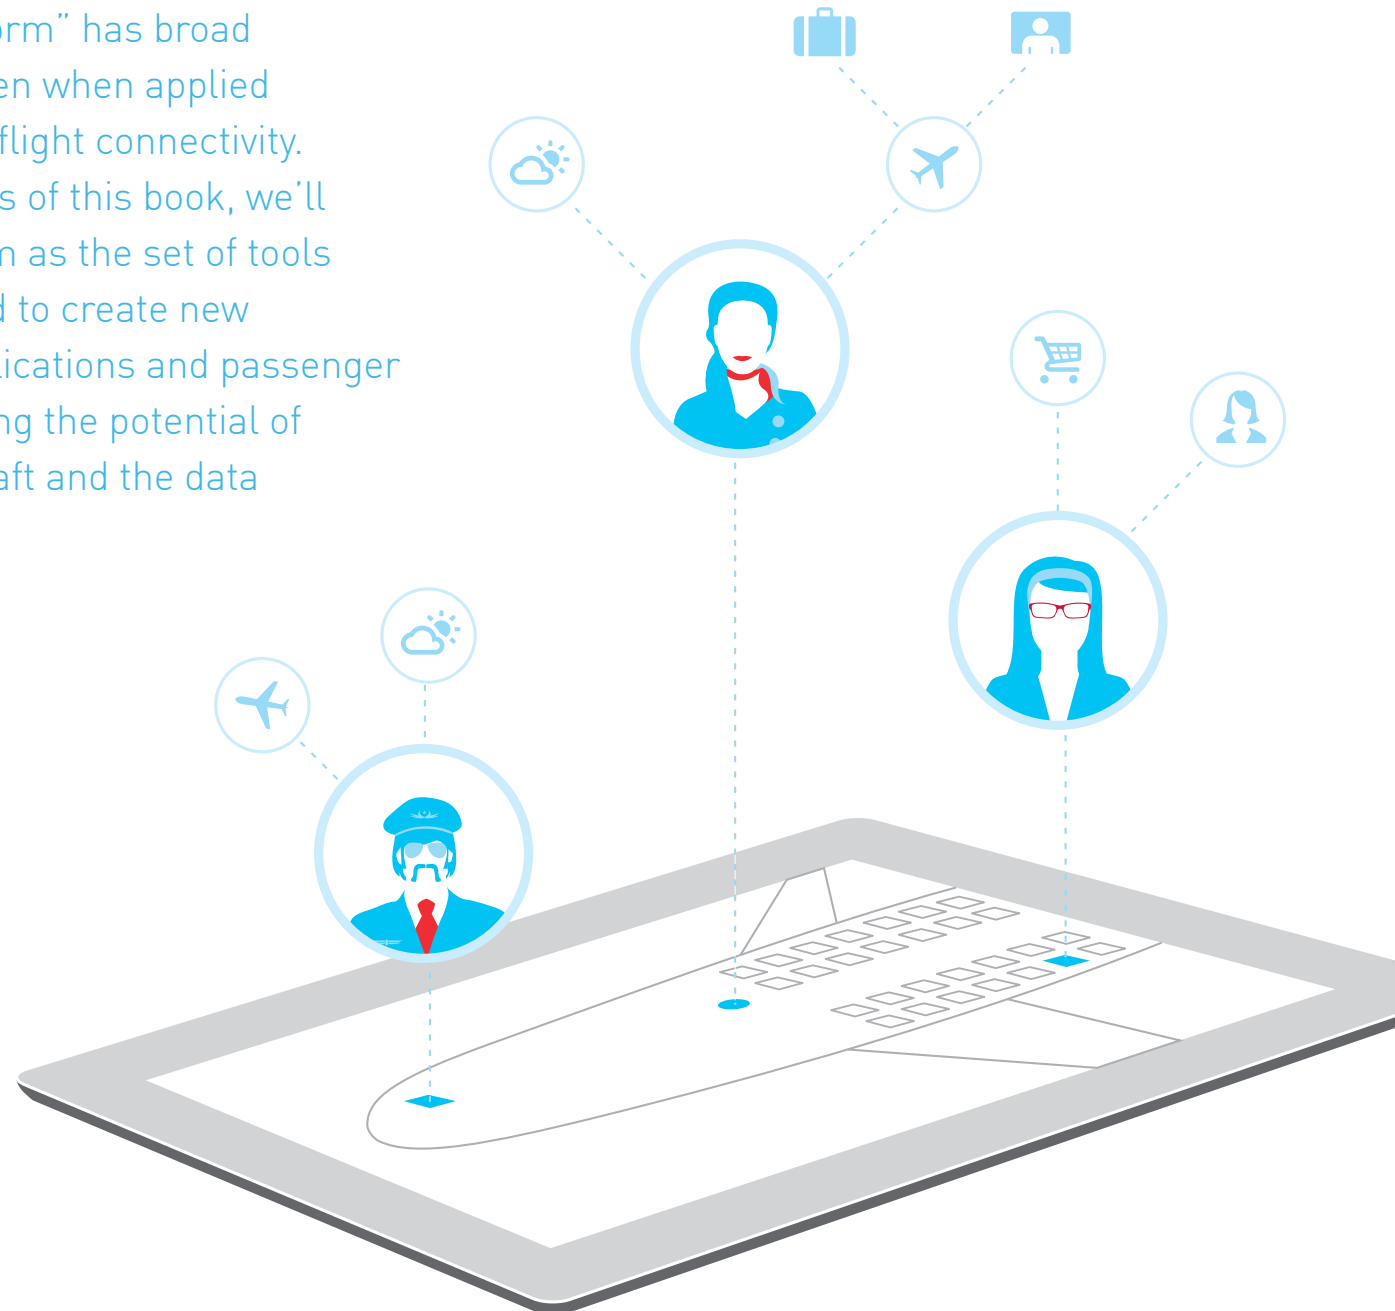 orm” has broad
en when applied
flight connectivity.
s of this book, we’ll
m as the set of tools
d to create new
lications and passenger
ng the potential of
aft and the data